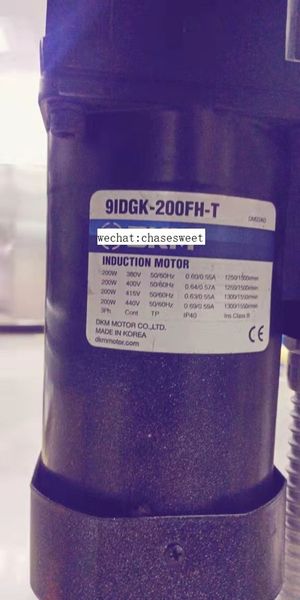 9IDGK-200FH-T
wechat:chasesweet
DKM
INDUCTION MOTOR
200W 380V 50/60Hz 0.60/0.55A 1250/1500r/min
200W 400V 50/60Hz 0.64/0.57A 1250/1500r/min
200W 415V 50/60Hz 0.63/0.55A 1300/1550r/min
200W 440V 50/60Hz 0.69/0.59A 1300/1550r/min
3Ph Cont TP IP40 Ins.Class B
DKM MOTOR CO.,LTD.
MADE IN KOREA
dkmmotor.com
CE